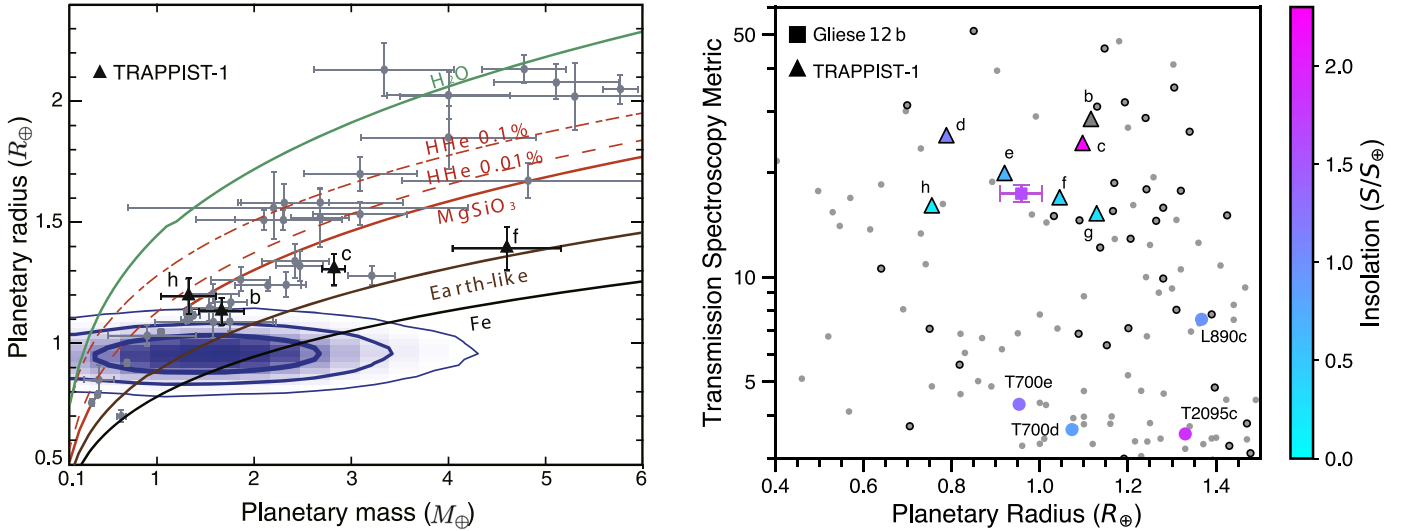 Planetary radius (R⊕)
2
1.5
1
0.5
▲ TRAPPIST-1
H₂O
HHe 0.1%
HHe 0.01%
MgSiO₃
Earth-like
Fe
h
b
c
f
0.1 1 2 3 4 5 6
Planetary mass (M⊕)
Transmission Spectroscopy Metric
50
10
5
■ Gliese 12 b
▲ TRAPPIST-1
b
d
c
e
h
f
g
L890c
T700e
T700d
T2095c
0.4 0.6 0.8 1.0 1.2 1.4
Planetary Radius (R⊕)
2.0
1.5
1.0
0.5
0.0
Insolation (S/S⊕)